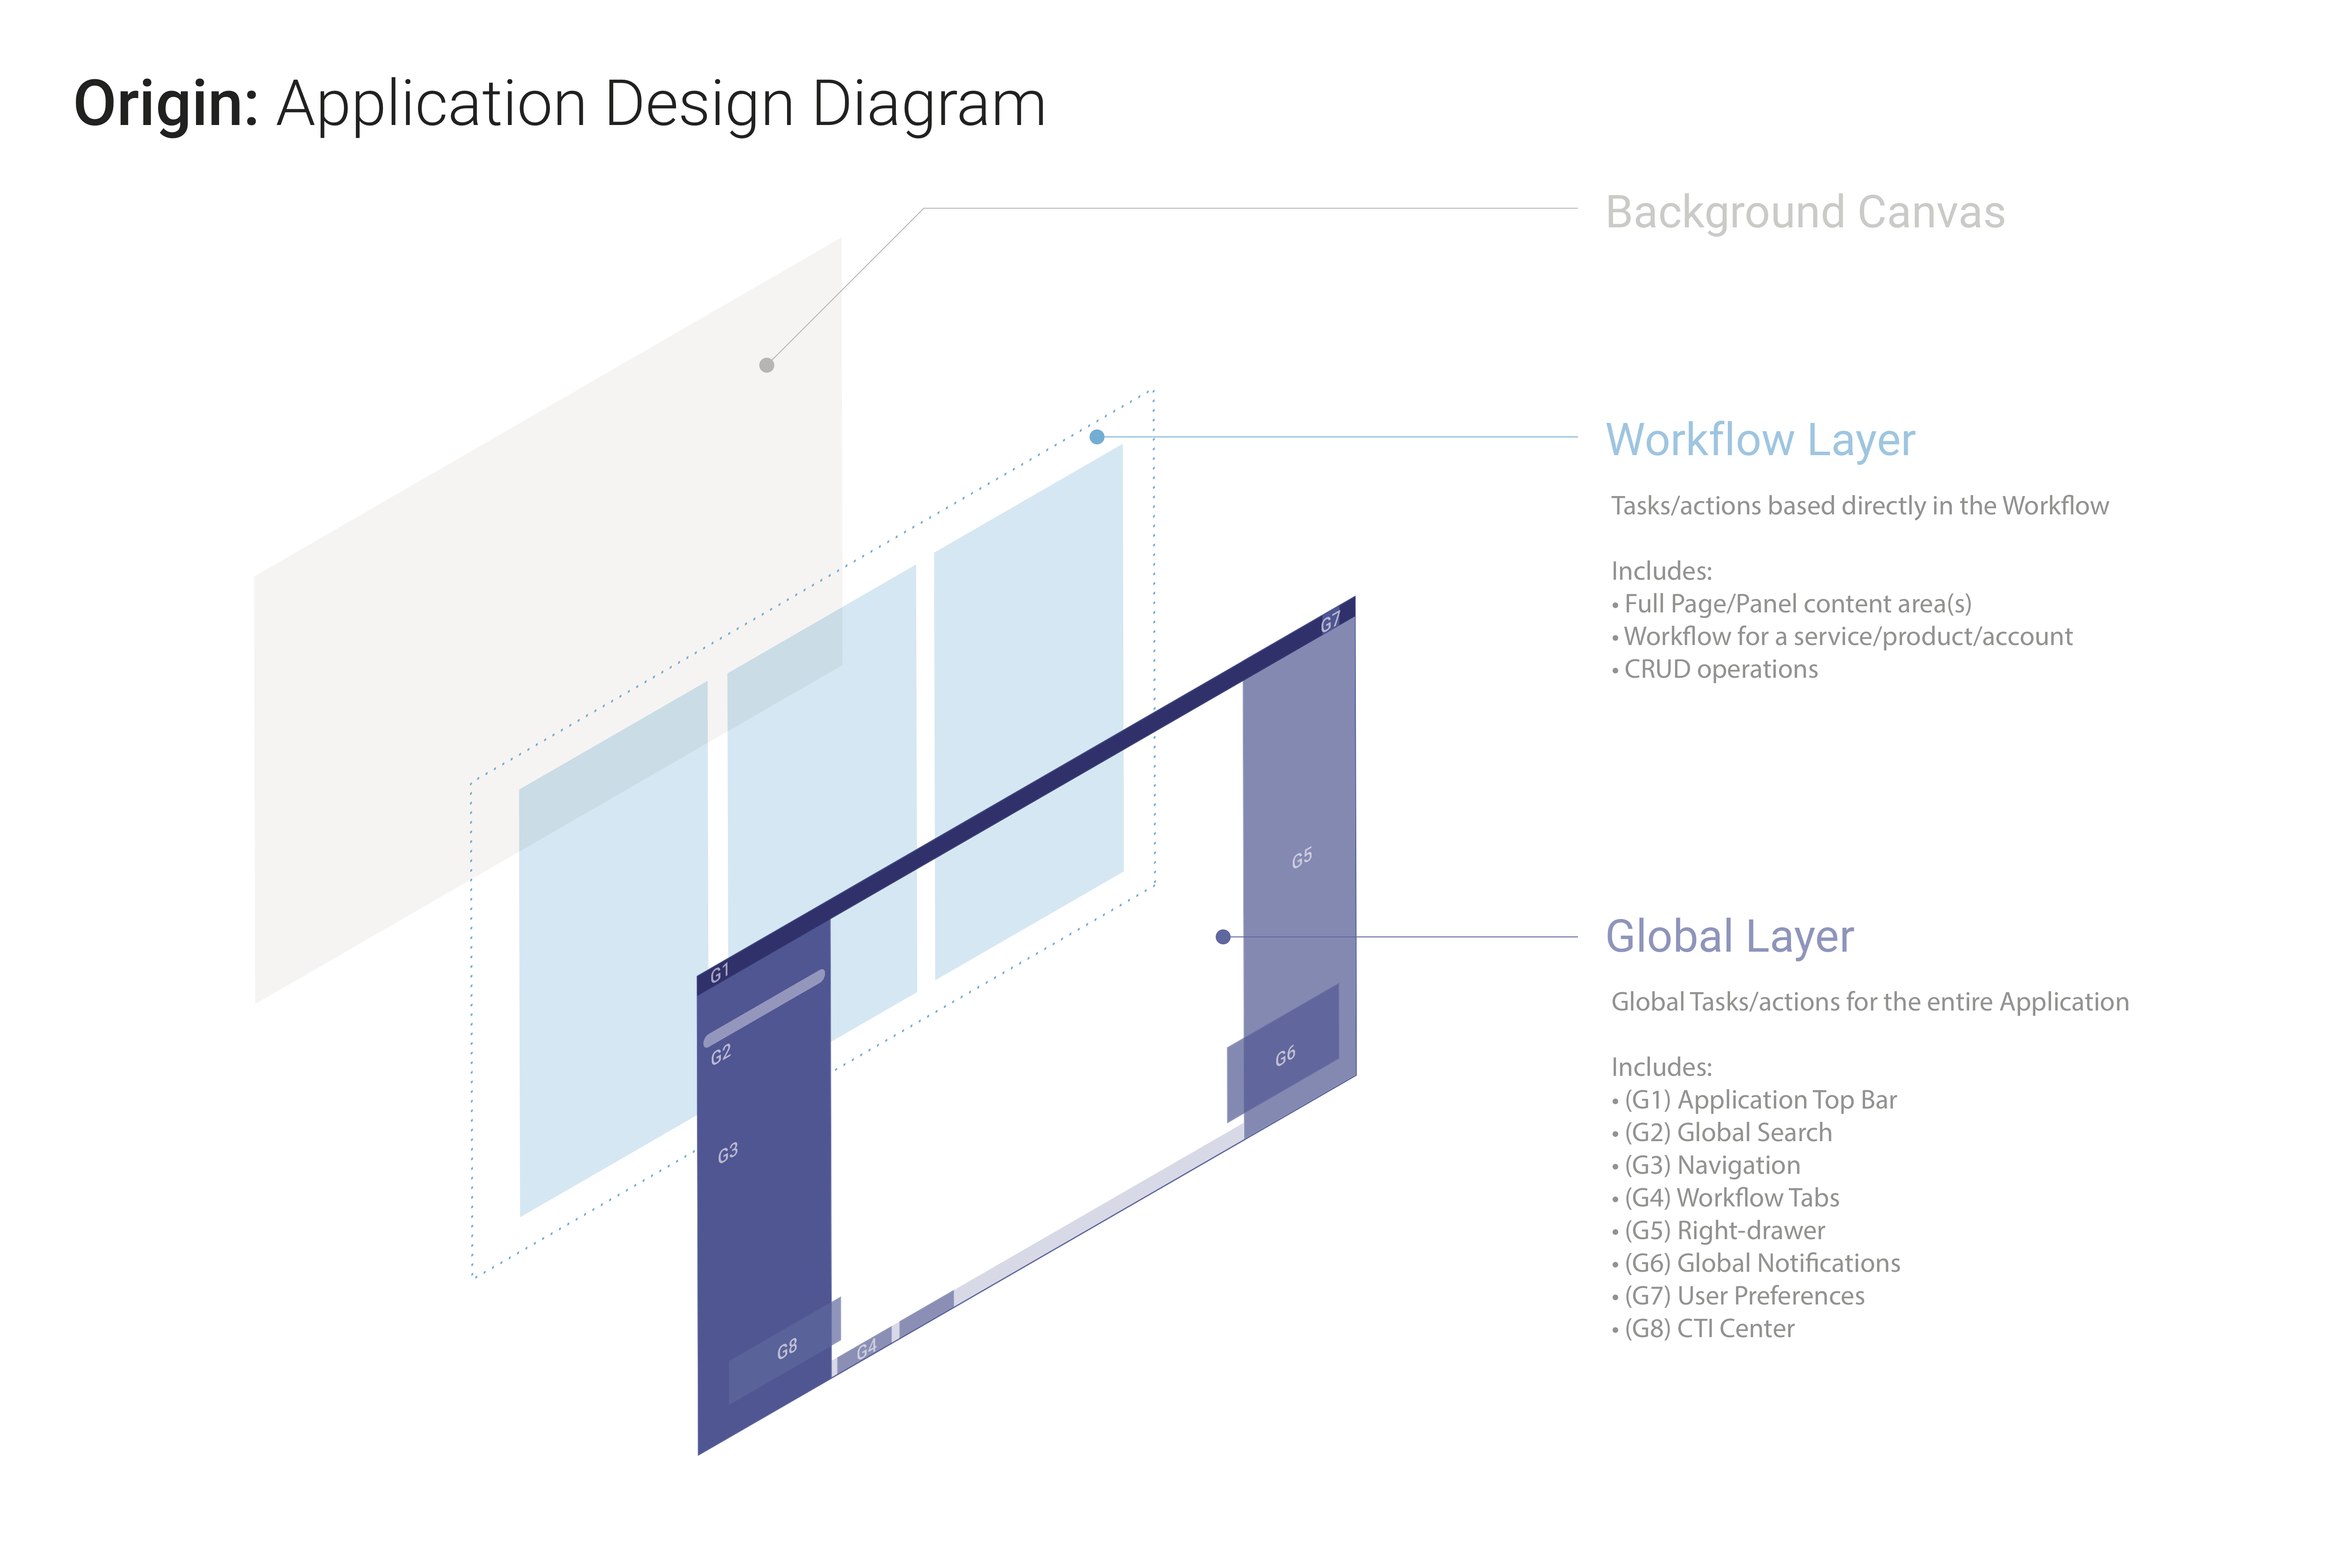 Origin: Application Design Diagram
Background Canvas
Workflow Layer
Tasks/actions based directly in the Workflow
Includes:
• Full Page/Panel content area(s)
• Workflow for a service/product/account
• CRUD operations
G7
G5
G1
G2
G3
G6
G8
G4
Global Layer
Global Tasks/actions for the entire Application
Includes:
• (G1) Application Top Bar
• (G2) Global Search
• (G3) Navigation
• (G4) Workflow Tabs
• (G5) Right-drawer
• (G6) Global Notifications
• (G7) User Preferences
• (G8) CTI Center